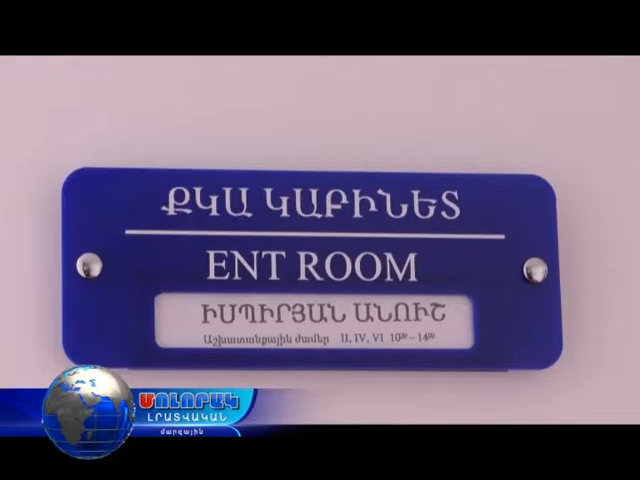 ՔԿԱ ԿԱԲԻՆԵՏ
ENT ROOM
ԻՍՊԻՐՅԱՆ ԱՆՈՒՇ
Աշխատանքային ժամեր II, IV, VI 10⁰⁰ – 14⁰⁰
ՄՈԼՈՐԱԿ
ԼՐԱՏՎԱԿԱՆ
մարզային